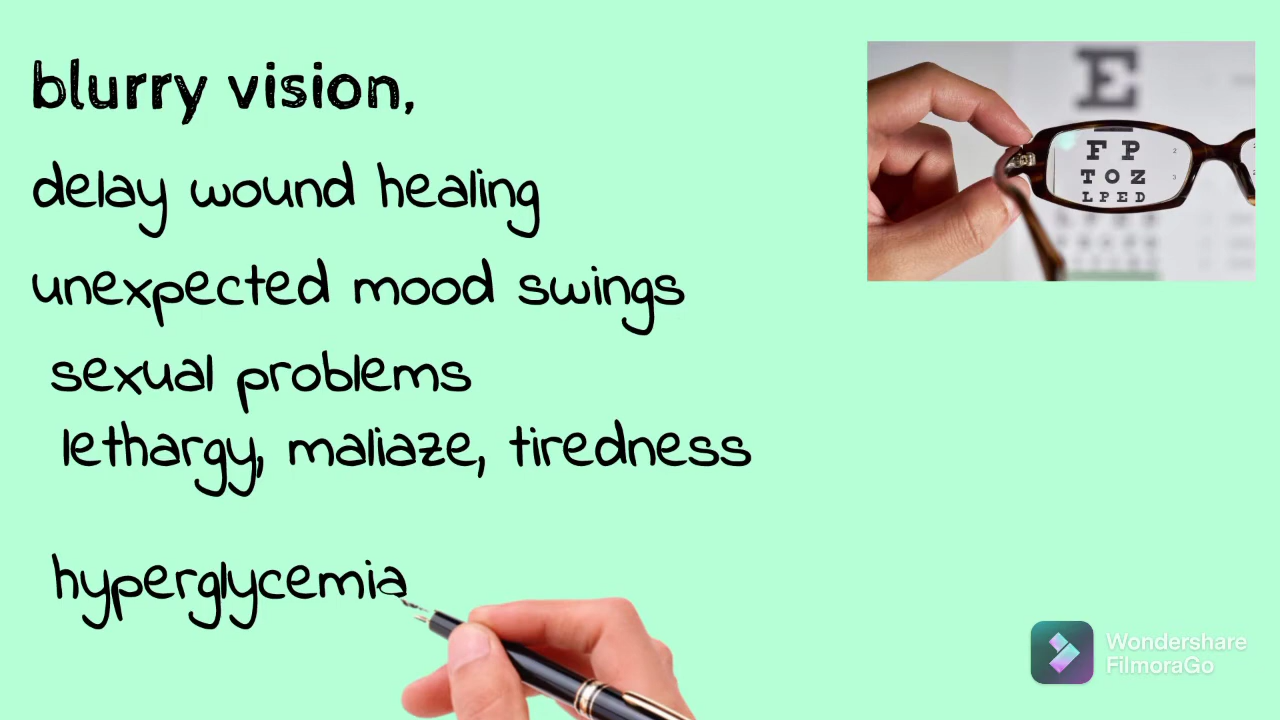 blurry vision,
delay wound healing
unexpected mood swings
sexual problems
lethargy, maliaze, tiredness
hyperglycemia
E
F P
T O Z
L P E D
Wondershare
FilmoraGo